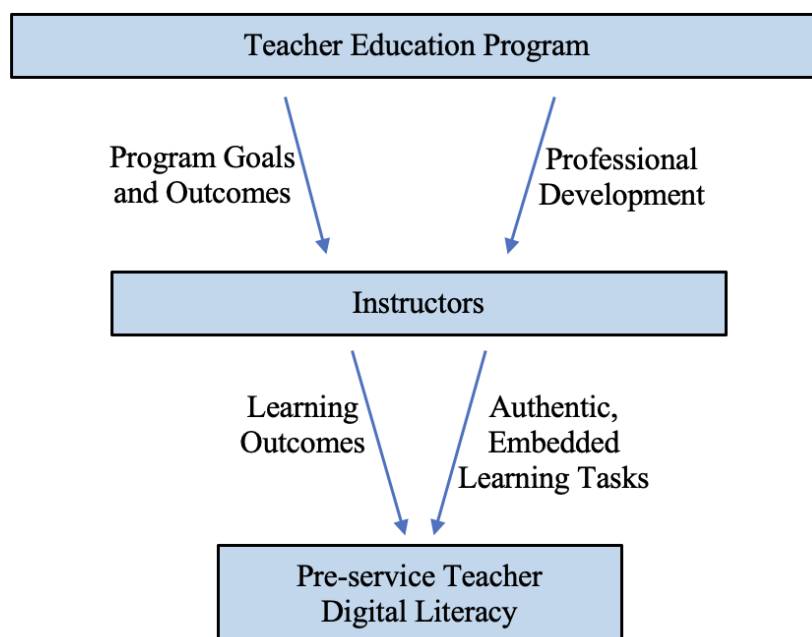 Teacher Education Program
Program Goals
and Outcomes
Professional
Development
Instructors
Learning
Outcomes
Authentic,
Embedded
Learning Tasks
Pre-service Teacher
Digital Literacy